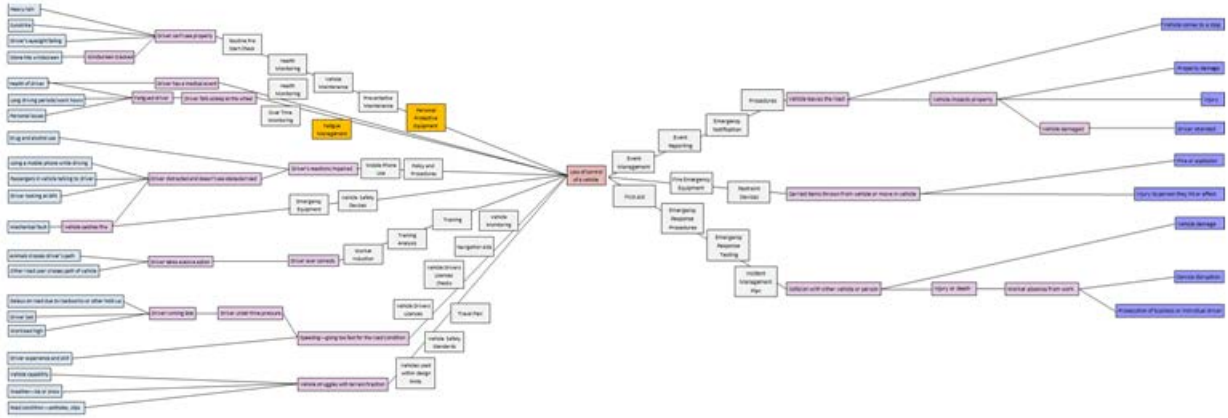 Heavy rain
Sunstrike
Driver's eyesight failing
Stone hits windscreen
Windscreen cracked
Driver can't see properly
Routine Pre
Start Check
Health
Monitoring
Vehicle
Maintenance
Preventative
Maintenance
Personal
Protective
Equipment
Health of driver
Long driving periods/work hours
Personal issues
Fatigued driver
Driver has a medical event
Driver falls asleep at the wheel
Health
Monitoring
Over Time
Monitoring
Fatigue
Management
Drug and alcohol use
Using a mobile phone while driving
Passengers in vehicle talking to driver
Driver reacting to
Driver distracted and doesn't see obstacle/road
Driver's reactions impaired
Mobile Phone
Use
Policy and
Procedures
Mechanical fault
Vehicle catches fire
Emergency
Equipment
Vehicle Safety
Devices
Animals crosses driver's path
Other road user crosses path of vehicle
Driver takes evasive action
Driver over corrects
Worker
Induction
Training
Analysis
Training
Vehicle
Monitoring
Navigation Aids
Vehicle Drivers
Licences
Checks
Vehicle Drivers
Licences
Travel Plan
Vehicle Safety
Standards
Vehicles used
within design
limits
Delays on road due to roadworks or other hold up
Driver lost
Workload high
Driver running late
Driver under time pressure
Speeding – going too fast for the road condition
Driver experience and skill
Vehicle capability
Weather – ice or snow
Road condition – potholes, slips
Vehicle struggles with terrain/traction
Loss of control
of a vehicle
Event
Management
Event
Reporting
Emergency
Notification
Procedures
Vehicle leaves the road
Vehicle impacts property
Vehicle damaged
Vehicle comes to a stop
Property damage
Injury
Driver stranded
First Aid
Fire Emergency
Equipment
Restraint
Devices
Carried items thrown from vehicle or move in vehicle
Fire or explosion
Injury to person they hit or effect
Emergency
Response
Procedures
Emergency
Response
Testing
Incident
Management
Plan
Collision with other vehicle or person
Injury or death
Worker absence from work
Vehicle damage
Service disruption
Prosecution of business or individual driver